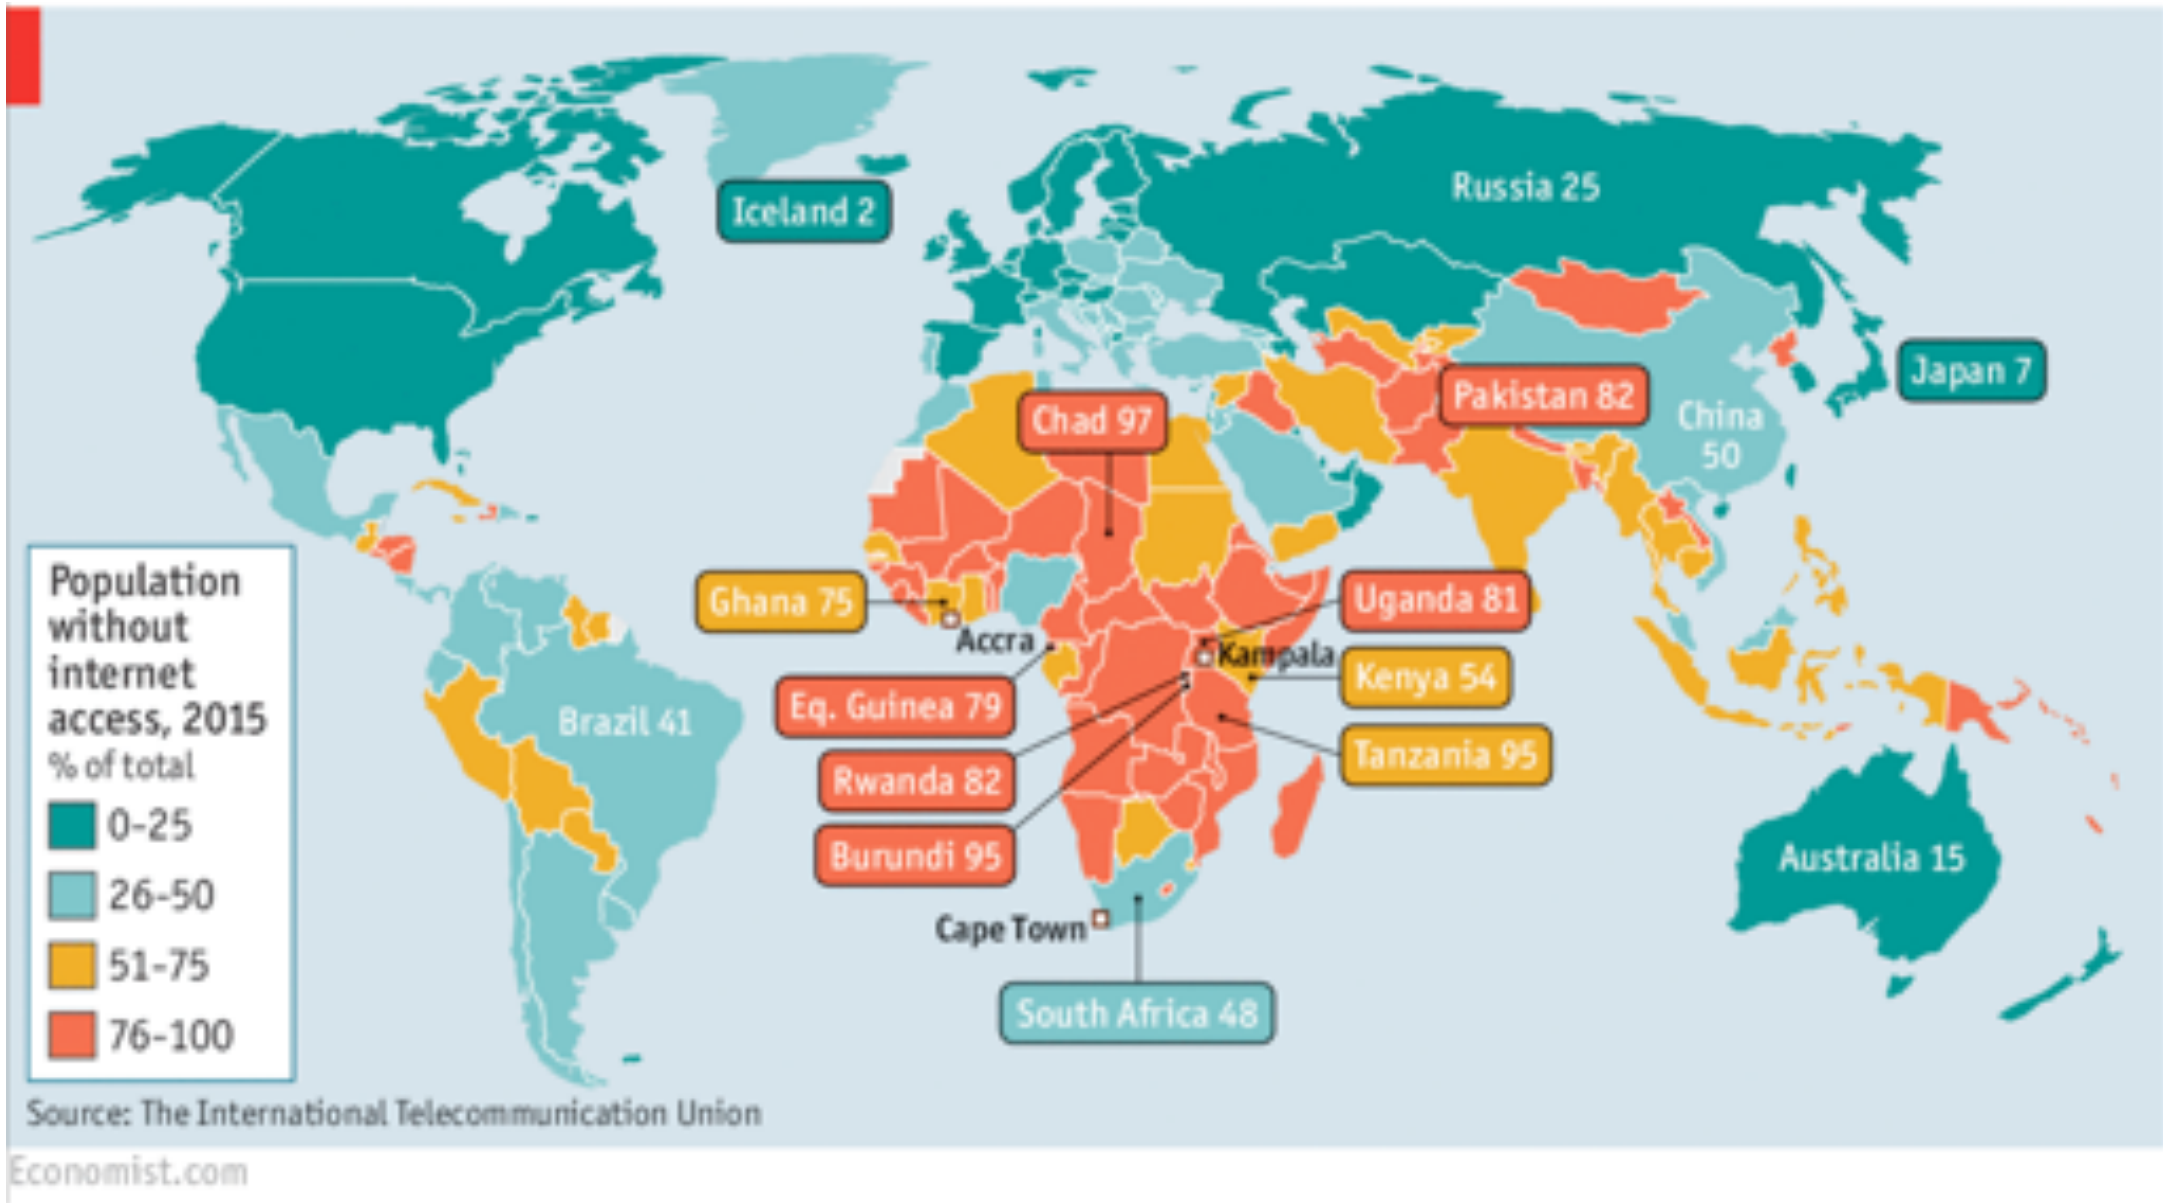 Iceland 2
Russia 25
Japan 7
Pakistan 82
China
50
Chad 97
Ghana 75
Accra
Uganda 81
Kampala
Kenya 54
Eq. Guinea 79
Tanzania 95
Rwanda 82
Burundi 95
Brazil 41
Australia 15
Cape Town
South Africa 48
Population
without
internet
access, 2015
% of total
0-25
26-50
51-75
76-100
Source: The International Telecommunication Union
Economist.com